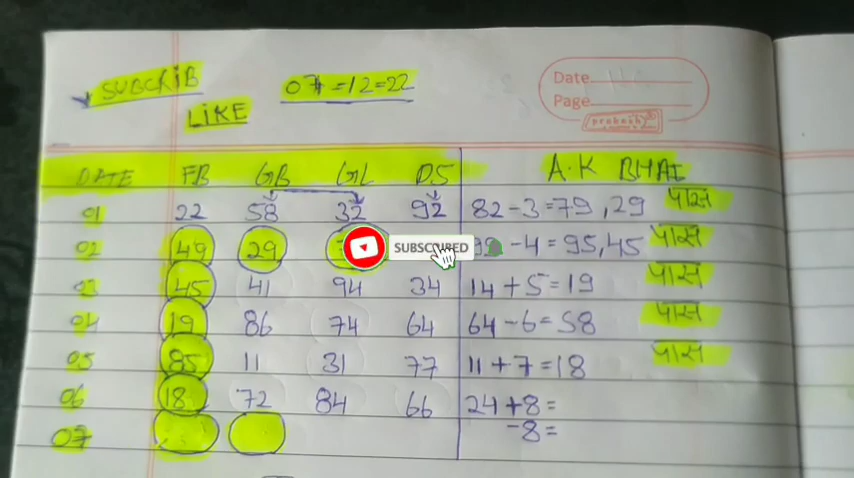 SUBCRIB
07=12=22
LIKE
Date
Page
prakash
DATE FB GB GL DS A.K BHAI
01 22 58 32 92 82-3=79,29 पास
02 49 29 SUBSCRIBED -4=95,45 पास
03 45 41 94 34 14+5=19 पास
04 19 86 74 64 64-6=58 पास
05 85 11 31 77 11+7=18 पास
06 18 72 84 66 24+8=
07 -8=